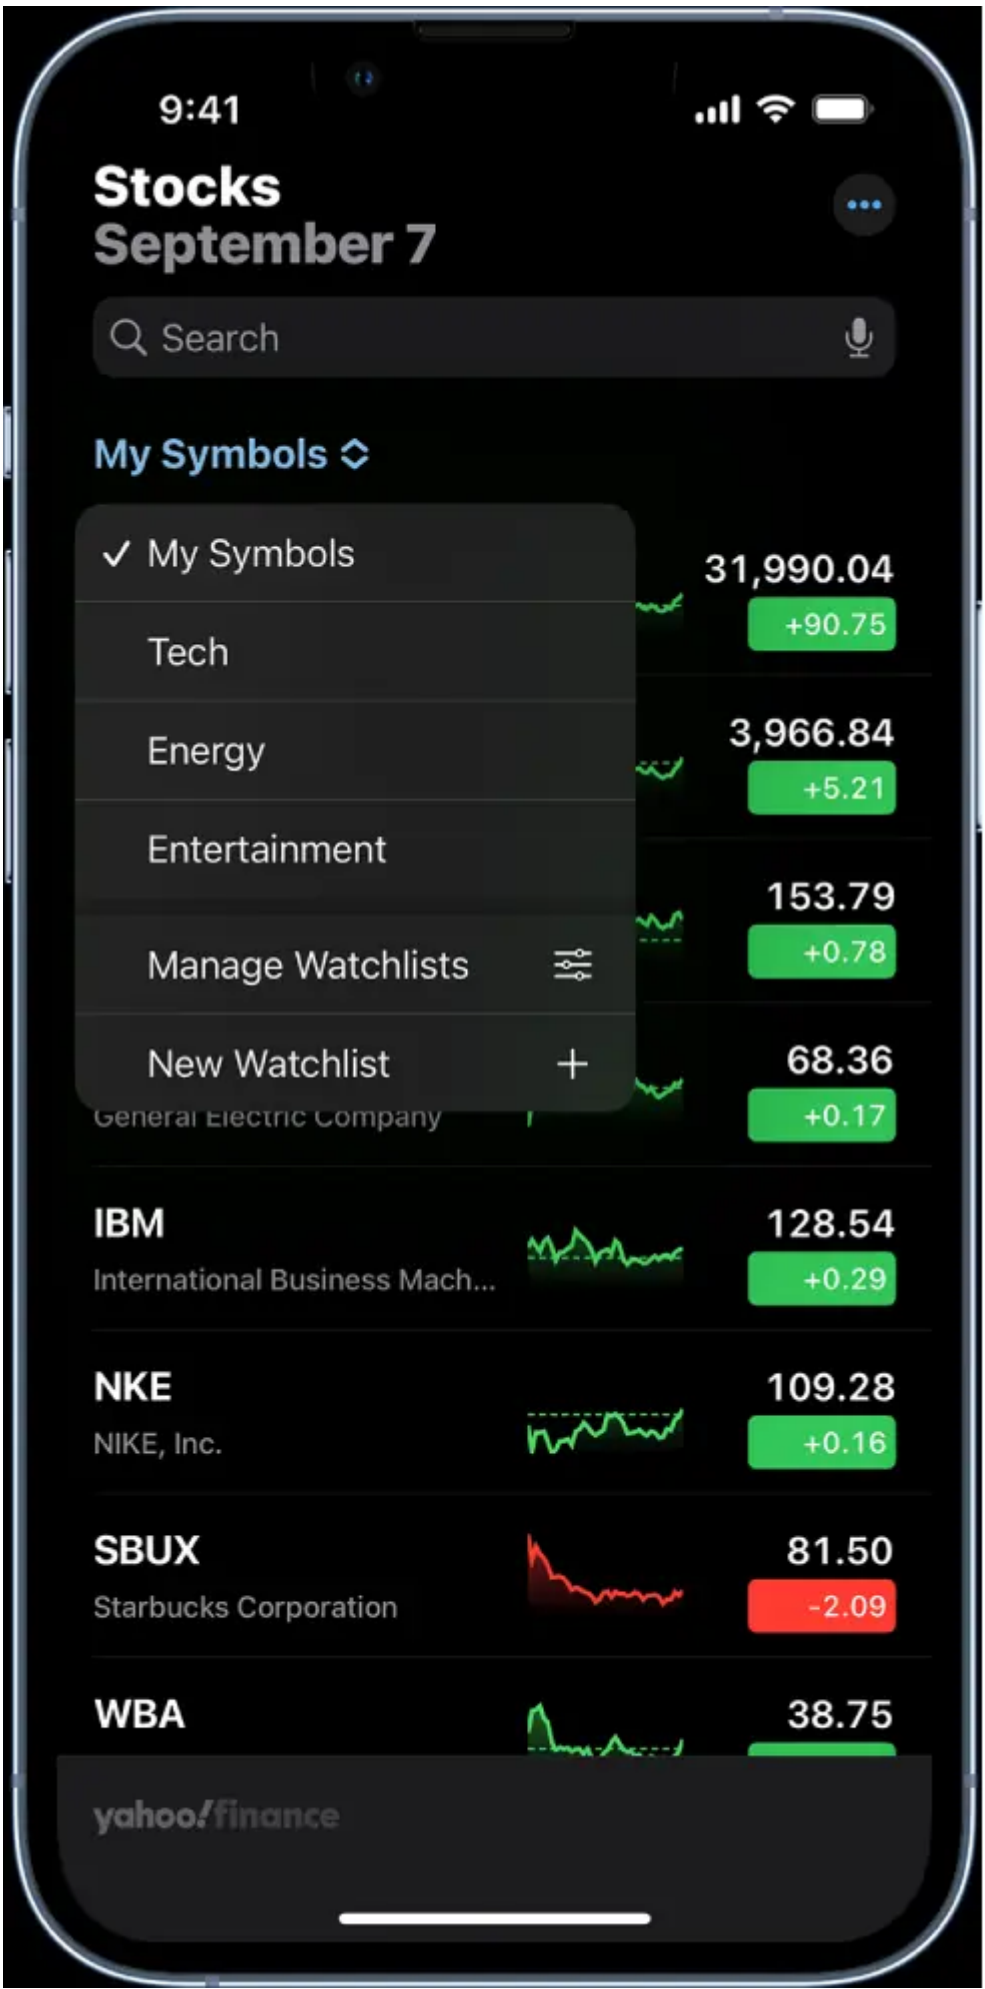 9:41
Stocks
September 7
Search
My Symbols
My Symbols
31,990.04
Tech
+90.75
Energy
3,966.84
+5.21
Entertainment
153.79
Manage Watchlists
+0.78
New Watchlist
68.36
General Electric Company
+0.17
IBM
128.54
International Business Mach...
+0.29
NKE
109.28
NIKE, Inc.
+0.16
SBUX
81.50
Starbucks Corporation
-2.09
WBA
38.75
yahoo!finance